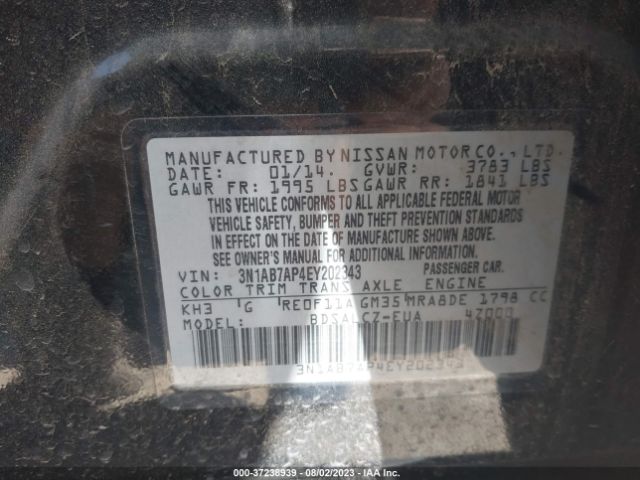 MANUFACTURED BY NISSAN MOTOR CO., LTD.
DATE: 01/14. GVWR: 3783 LBS
GAWR FR: 1995 LBS GAWR RR: 1841 LBS
THIS VEHICLE CONFORMS TO ALL APPLICABLE FEDERAL MOTOR
VEHICLE SAFETY, BUMPER AND THEFT PREVENTION STANDARDS
IN EFFECT ON THE DATE OF MANUFACTURE SHOWN ABOVE.
SEE OWNER'S MANUAL FOR ADDITIONAL INFORMATION.
VIN: 3N1AB7AP4EY202343 PASSENGER CAR.
COLOR TRIM TRANS AXLE ENGINE
KH3 G RE0F11A GM35 MRA8DE 1798 CC
MODEL: BDSALCZ-EUA 4Z000
3N1AB7AP4EY202343
000-37238939 - 08/02/2023 - IAA Inc.